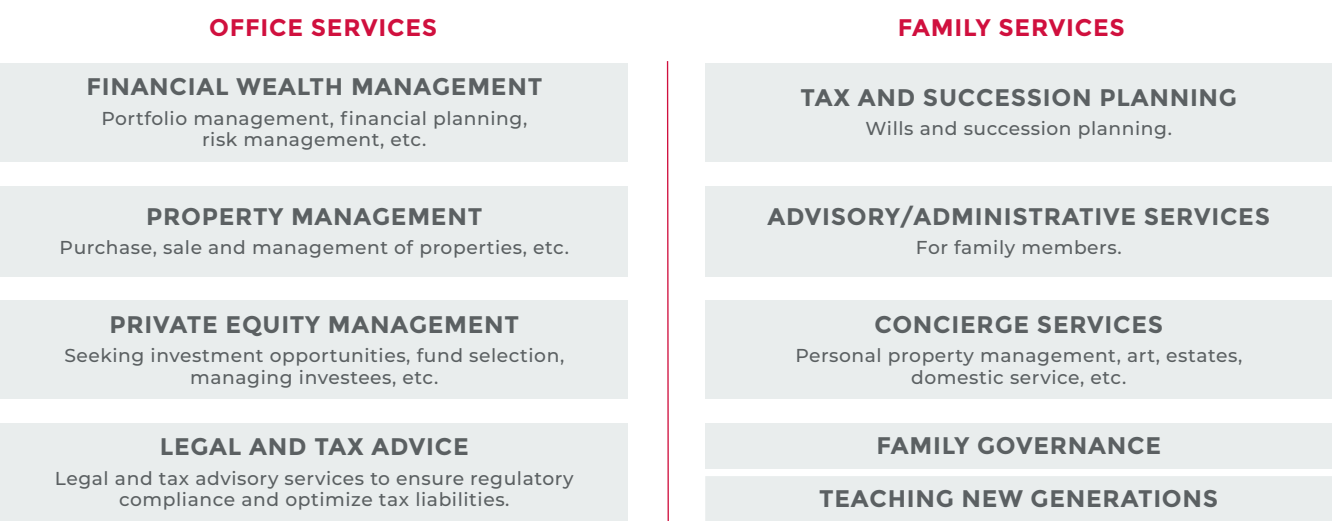 OFFICE SERVICES
FINANCIAL WEALTH MANAGEMENT
Portfolio management, financial planning,
risk management, etc.
PROPERTY MANAGEMENT
Purchase, sale and management of properties, etc.
PRIVATE EQUITY MANAGEMENT
Seeking investment opportunities, fund selection,
managing investees, etc.
LEGAL AND TAX ADVICE
Legal and tax advisory services to ensure regulatory
compliance and optimize tax liabilities.
FAMILY SERVICES
TAX AND SUCCESSION PLANNING
Wills and succession planning.
ADVISORY/ADMINISTRATIVE SERVICES
For family members.
CONCIERGE SERVICES
Personal property management, art, estates,
domestic service, etc.
FAMILY GOVERNANCE
TEACHING NEW GENERATIONS